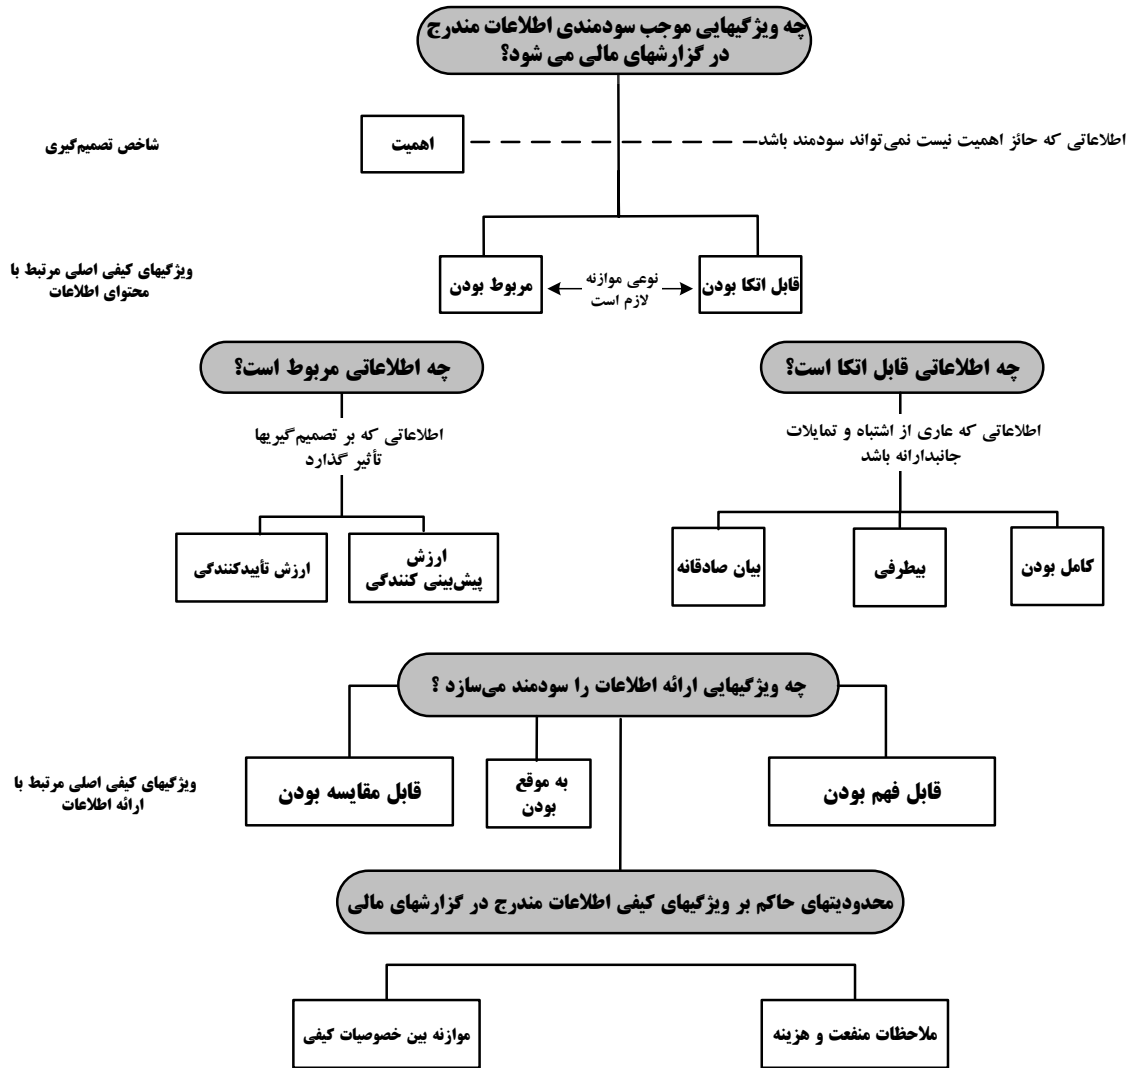 چه ویژگیهایی موجب سودمندی اطلاعات مندرج
در گزارشهای مالی می شود؟
شاخص تصمیم‌گیری
اهمیت
اطلاعاتی که حائز اهمیت نیست نمی‌تواند سودمند باشد
ویژگیهای کیفی اصلی مرتبط با
محتوای اطلاعات
قابل اتکا بودن
نوعی موازنه
لازم است
مربوط بودن
چه اطلاعاتی قابل اتکا است؟
چه اطلاعاتی مربوط است؟
اطلاعاتی که عاری از اشتباه و تمایلات
جانبدارانه باشد
اطلاعاتی که بر تصمیم‌گیریها
تأثیر گذارد
کامل بودن
بیطرفی
بیان صادقانه
ارزش
پیش‌بینی کنندگی
ارزش تأییدکنندگی
چه ویژگیهایی ارائه اطلاعات را سودمند می‌سازد ؟
ویژگیهای کیفی اصلی مرتبط با
ارائه اطلاعات
قابل فهم بودن
به موقع
بودن
قابل مقایسه بودن
محدودیتهای حاکم بر ویژگیهای کیفی اطلاعات مندرج در گزارشهای مالی
ملاحظات منفعت و هزینه
موازنه بین خصوصیات کیفی